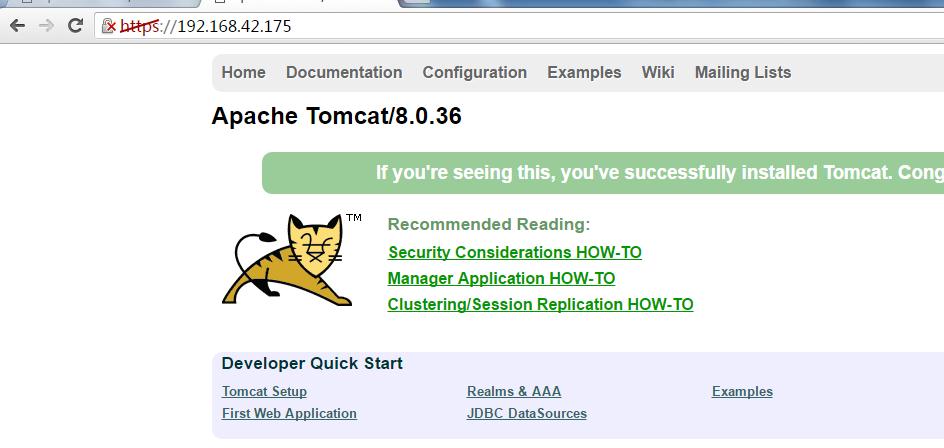 https://192.168.42.175
Home Documentation Configuration Examples Wiki Mailing Lists
Apache Tomcat/8.0.36
If you're seeing this, you've successfully installed Tomcat. Cong
TM
Recommended Reading:
Security Considerations HOW-TO
Manager Application HOW-TO
Clustering/Session Replication HOW-TO
Developer Quick Start
Tomcat Setup Realms & AAA Examples
First Web Application JDBC DataSources